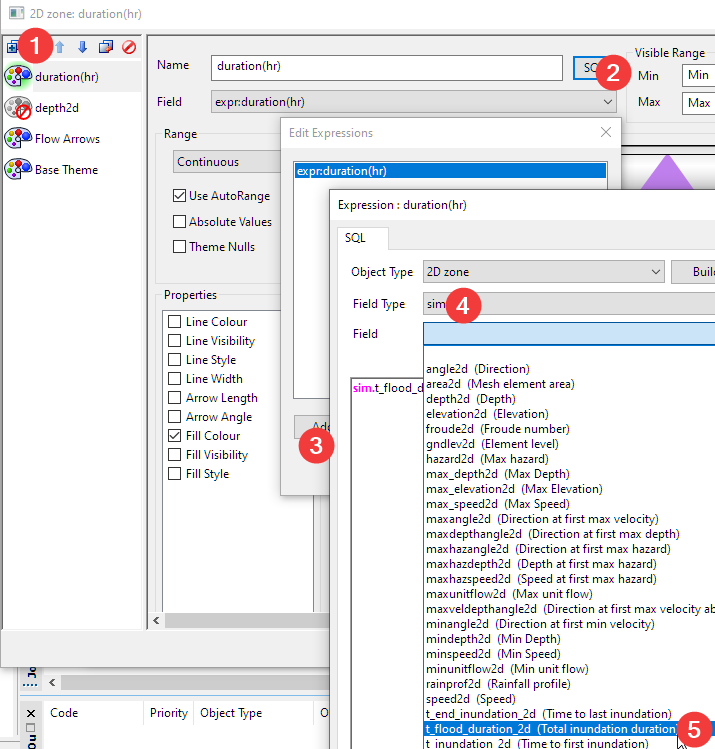 2D zone: duration(hr)
1
duration(hr)
depth2d
Flow Arrows
Base Theme
Name
duration(hr)
2
Field
expr:duration(hr)
Visible Range
Min
Min
Max
Max
Range
Continuous
Use AutoRange
Absolute Values
Theme Nulls
Properties
Line Colour
Line Visibility
Line Style
Line Width
Arrow Length
Arrow Angle
Fill Colour
Fill Visibility
Fill Style
Edit Expressions
expr:duration(hr)
3
Expression : duration(hr)
SQL
Object Type
2D zone
Field Type
sim
4
Field
sim.t_flood_d
angle2d (Direction)
area2d (Mesh element area)
depth2d (Depth)
elevation2d (Elevation)
froude2d (Froude number)
gndlev2d (Element level)
hazard2d (Max hazard)
max_depth2d (Max Depth)
max_elevation2d (Max Elevation)
max_speed2d (Max Speed)
maxangle2d (Direction at first max velocity)
maxdepthangle2d (Direction at first max depth)
maxhazangle2d (Direction at first max hazard)
maxhazdepth2d (Depth at first max hazard)
maxhazspeed2d (Speed at first max hazard)
maxunitflow2d (Max unit flow)
maxveldepthangle2d (Direction at first max velocity ab
minangle2d (Direction at first min velocity)
mindepth2d (Min Depth)
minspeed2d (Min Speed)
minunitflow2d (Min unit flow)
rainprof2d (Rainfall profile)
speed2d (Speed)
t_end_inundation_2d (Time to last inundation)
t_flood_duration_2d (Total inundation duration)
5
t_inundation_2d (Time to first inundation)
Code
Priority
Object Type